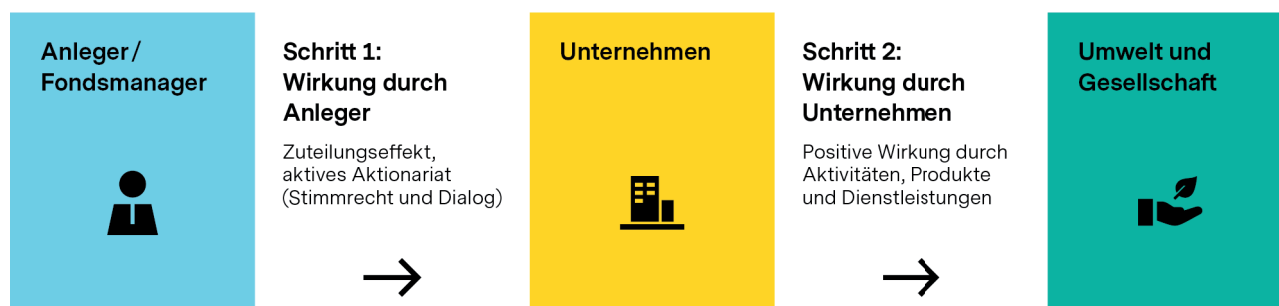 Anleger/
Fondsmanager
Schritt 1:
Wirkung durch
Anleger
Zuteilungseffekt,
aktives Aktionariat
(Stimmrecht und Dialog)
Unternehmen
Schritt 2:
Wirkung durch
Unternehmen
Positive Wirkung durch
Aktivitäten, Produkte
und Dienstleistungen
Umwelt und
Gesellschaft